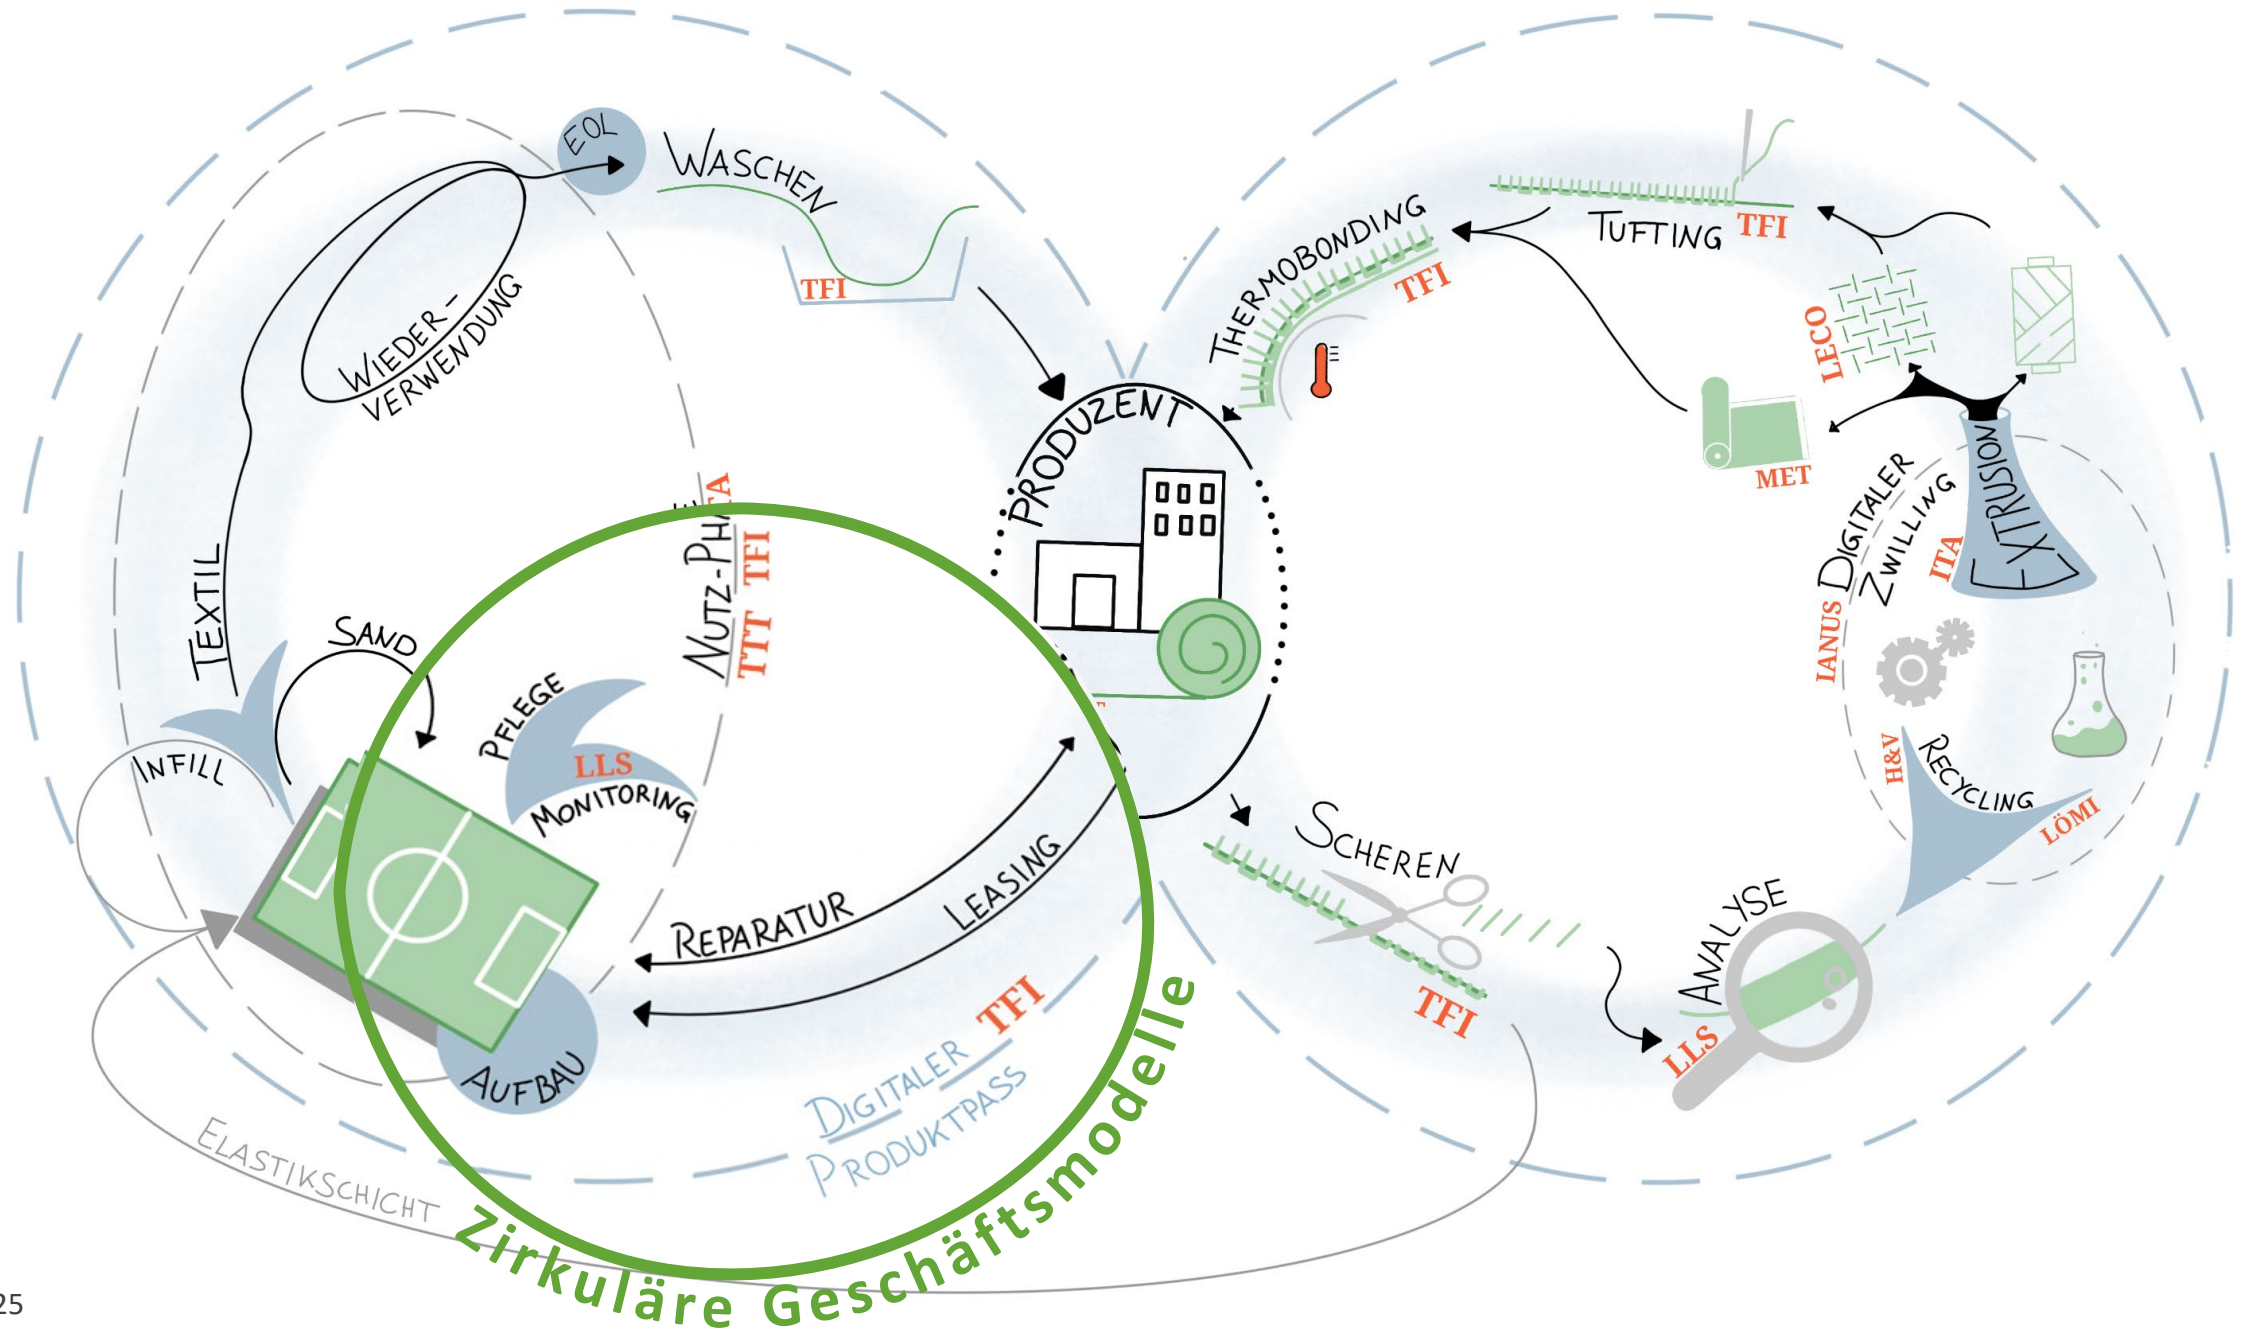 EOL
WASCHEN
TFI
WIEDER-
VERWENDUNG
TEXTIL
SAND
INFILL
PFLEGE
LLS
MONITORING
NUTZ-PH
TTT TFI
PRODUZENT
REPARATUR
LEASING
AUFBAU
ELASTIKSCHICHT
TFI
DIGITALER
PRODUKTPASS
Zirkuläre Geschäftsmodelle
THERMOBONDING
TFI
TUFTING
TFI
LECO
MET
EXTRUSION
ITA
DIGITALER
ZWILLING
IANUS
H&V
RECYCLING
LÖMI
SCHEREN
TFI
ANALYSE
LLS
25